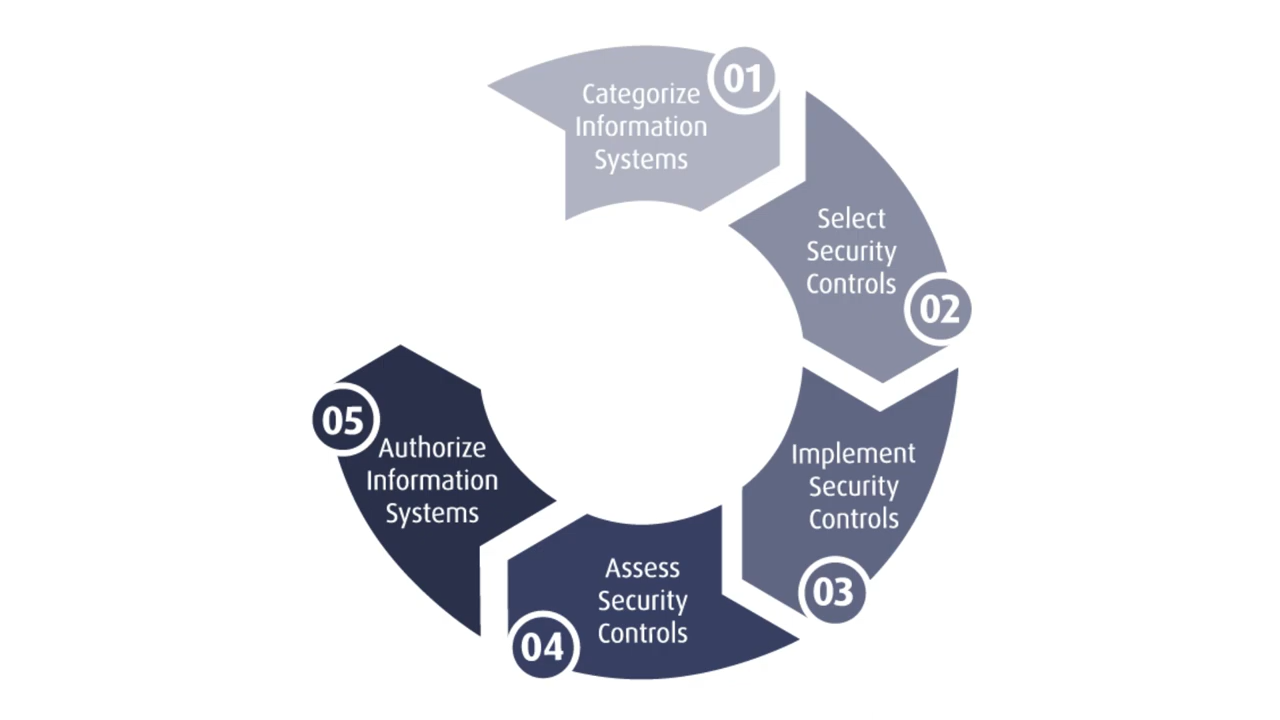 01
Categorize
Information
Systems
02
Select
Security
Controls
03
Implement
Security
Controls
04
Assess
Security
Controls
05
Authorize
Information
Systems